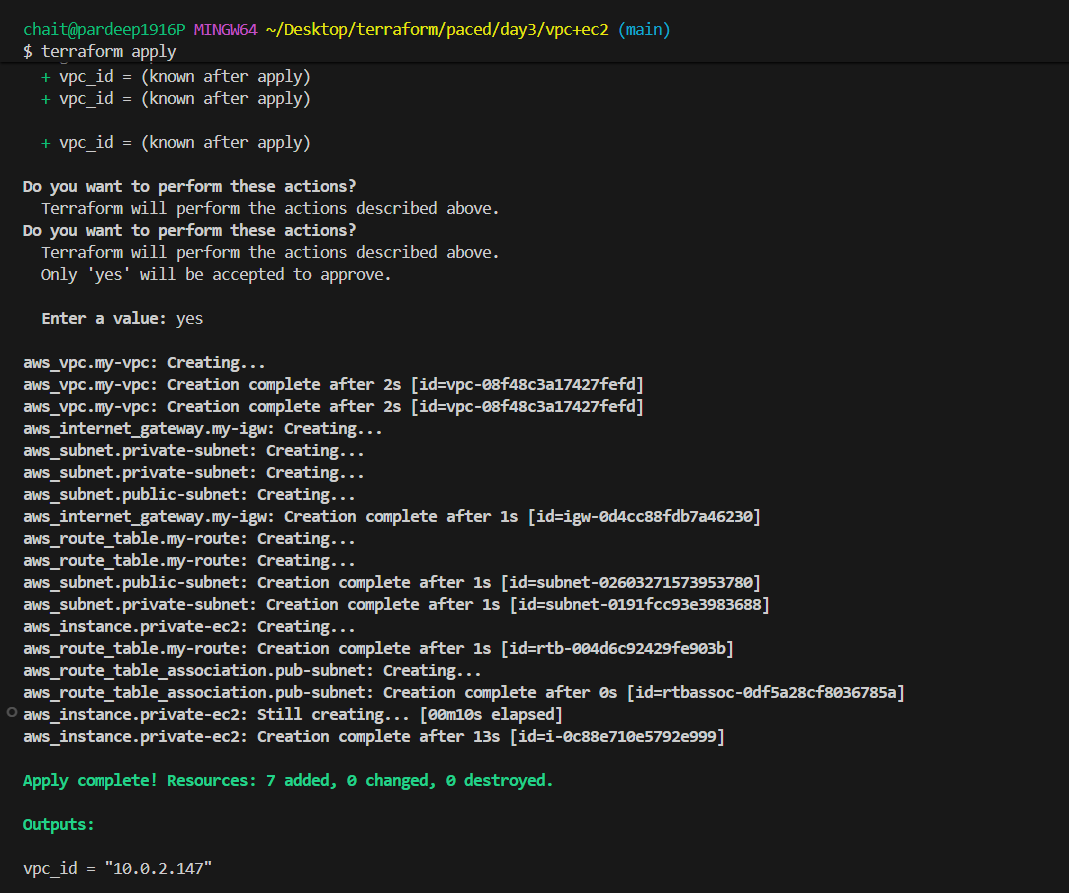 chait@pardeep1916P MINGW64 ~/Desktop/terraform/paced/day3/vpc+ec2 (main)
$ terraform apply
+ vpc_id = (known after apply)
+ vpc_id = (known after apply)
+ vpc_id = (known after apply)
Do you want to perform these actions?
Terraform will perform the actions described above.
Do you want to perform these actions?
Terraform will perform the actions described above.
Only 'yes' will be accepted to approve.
Enter a value: yes
aws_vpc.my-vpc: Creating...
aws_vpc.my-vpc: Creation complete after 2s [id=vpc-08f48c3a17427fefd]
aws_vpc.my-vpc: Creation complete after 2s [id=vpc-08f48c3a17427fefd]
aws_internet_gateway.my-igw: Creating...
aws_subnet.private-subnet: Creating...
aws_subnet.private-subnet: Creating...
aws_subnet.public-subnet: Creating...
aws_internet_gateway.my-igw: Creation complete after 1s [id=igw-0d4cc88fdb7a46230]
aws_route_table.my-route: Creating...
aws_route_table.my-route: Creating...
aws_subnet.public-subnet: Creation complete after 1s [id=subnet-02603271573953780]
aws_subnet.private-subnet: Creation complete after 1s [id=subnet-0191fcc93e3983688]
aws_instance.private-ec2: Creating...
aws_route_table.my-route: Creation complete after 1s [id=rtb-004d6c92429fe903b]
aws_route_table_association.pub-subnet: Creating...
aws_route_table_association.pub-subnet: Creation complete after 0s [id=rtbassoc-0df5a28cf8036785a]
aws_instance.private-ec2: Still creating... [00m10s elapsed]
aws_instance.private-ec2: Creation complete after 13s [id=i-0c88e710e5792e999]
Apply complete! Resources: 7 added, 0 changed, 0 destroyed.
Outputs:
vpc_id = "10.0.2.147"